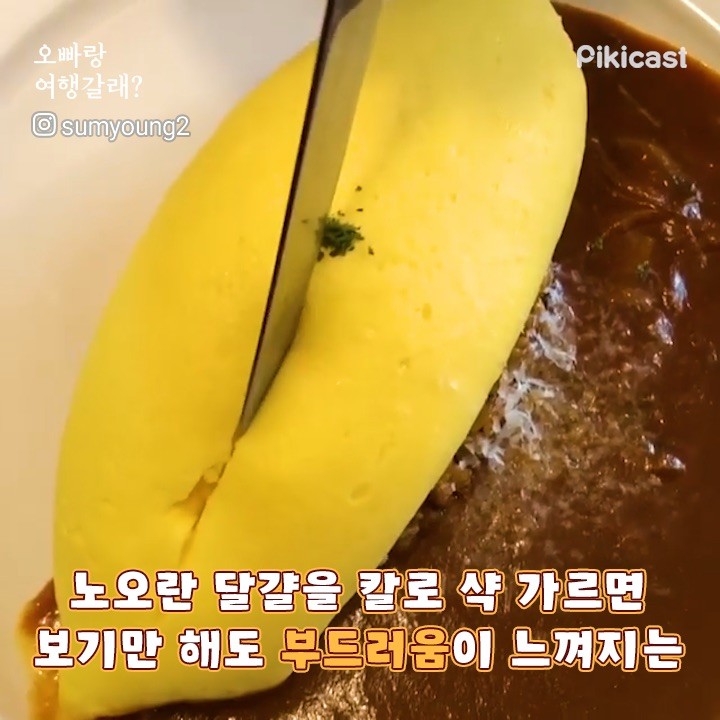 오빠랑
여행갈래?
sumyoung2
Pikicast
노오란 달걀을 칼로 샥 가르면
보기만 해도 부드러움이 느껴지는